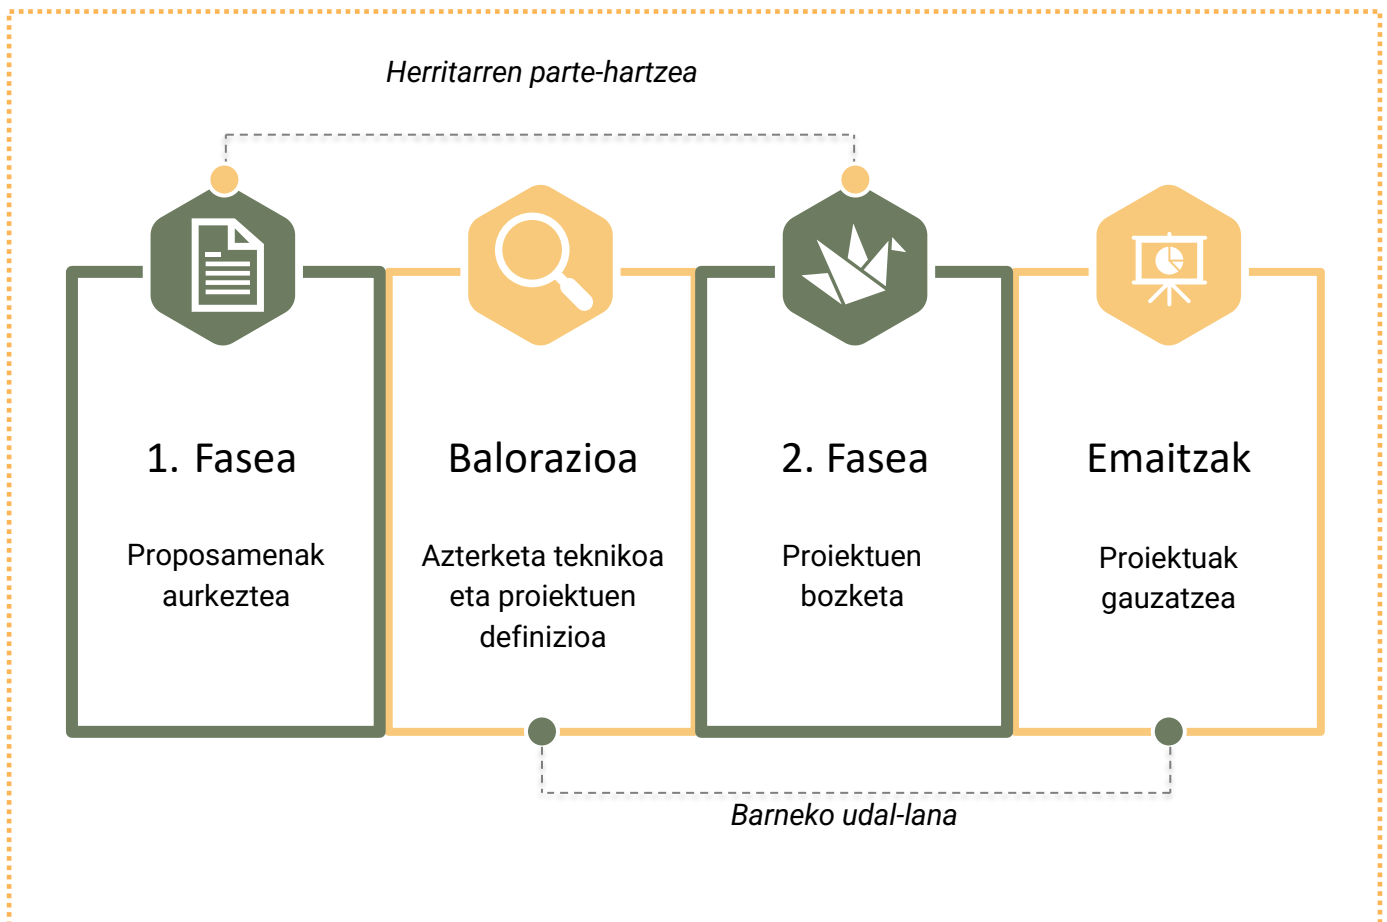 Herritarren parte-hartzea
1. Fasea
Proposamenak
aurkeztea
Balorazioa
Azterketa teknikoa
eta proiektuen
definizioa
2. Fasea
Proiektuen
bozketa
Emaitzak
Proiektuak
gauzatzea
Barneko udal-lana